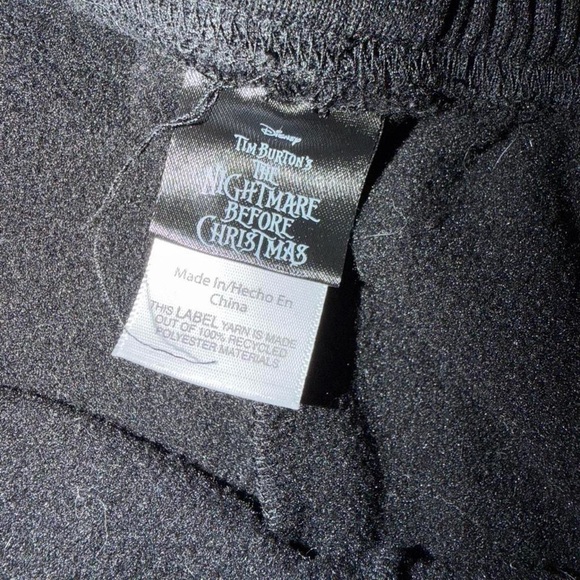 Disney
TIM BURTON'S
THE
NIGHTMARE
BEFORE
CHRISTMAS
Made In/Hecho En
China
THIS LABEL YARN IS MADE
OUT OF 100% RECYCLED
POLYESTER MATERIALS